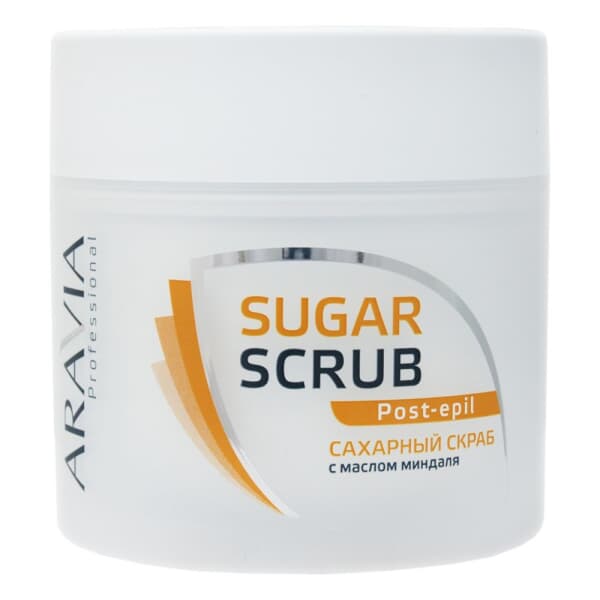 ARAVIA
Professional
SUGAR
SCRUB
Post-epil
САХАРНЫЙ СКРАБ
с маслом миндаля